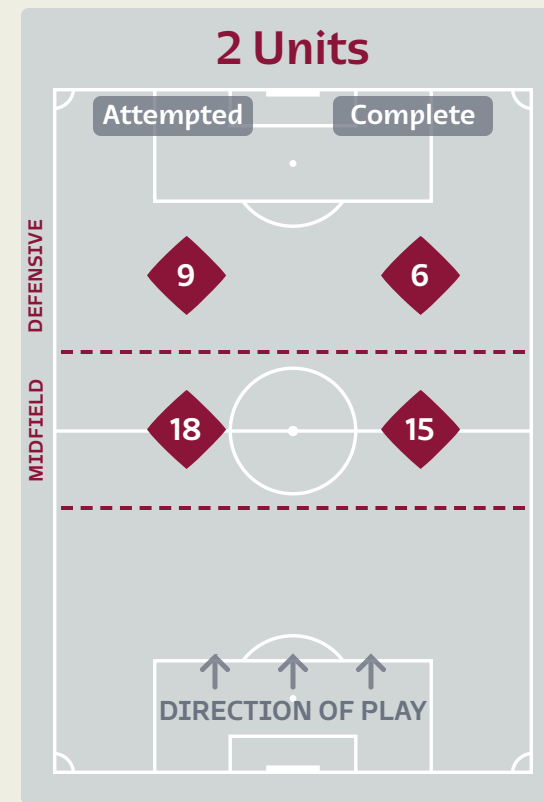 2 Units
Attempted Complete
DEFENSIVE
9 6
MIDFIELD
18 15
DIRECTION OF PLAY